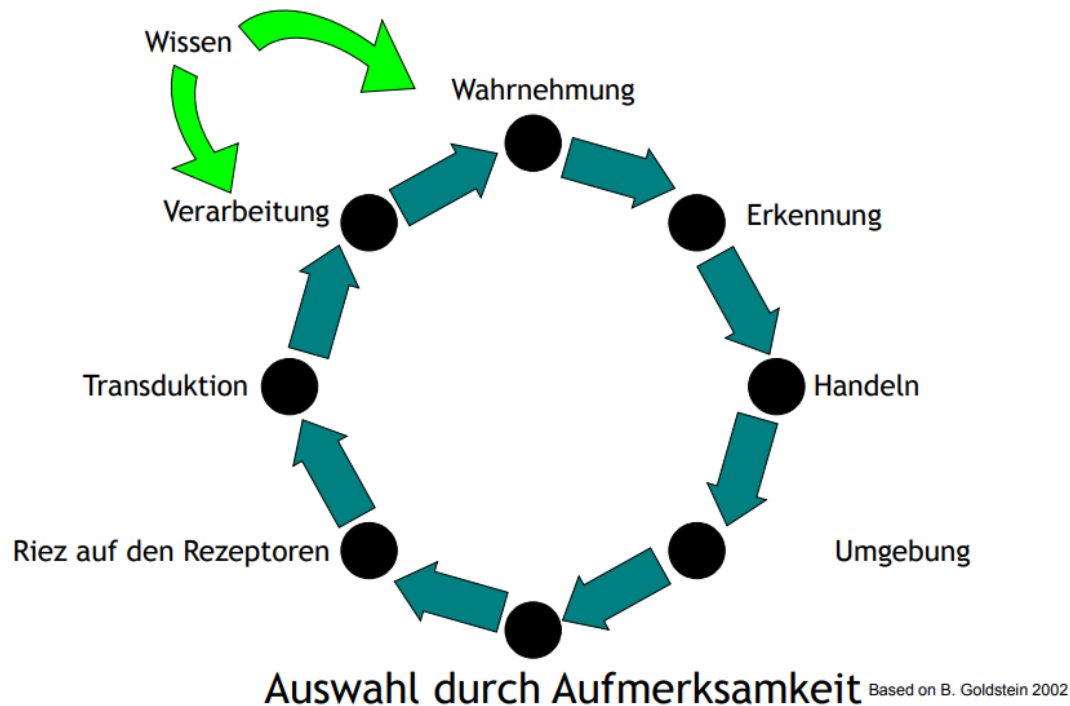 Wissen
Wahrnehmung
Verarbeitung
Erkennung
Transduktion
Handeln
Riez auf den Rezeptoren
Umgebung
Auswahl durch Aufmerksamkeit
Based on B. Goldstein 2002